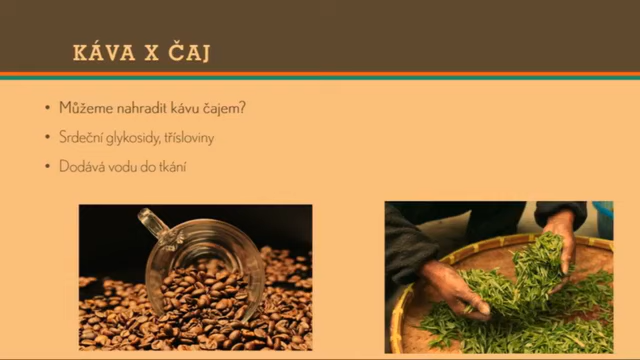 KÁVA X ČAJ
• Můžeme nahradit kávu čajem?
• Srdeční glykosidy, třísloviny
• Dodává vodu do tkání